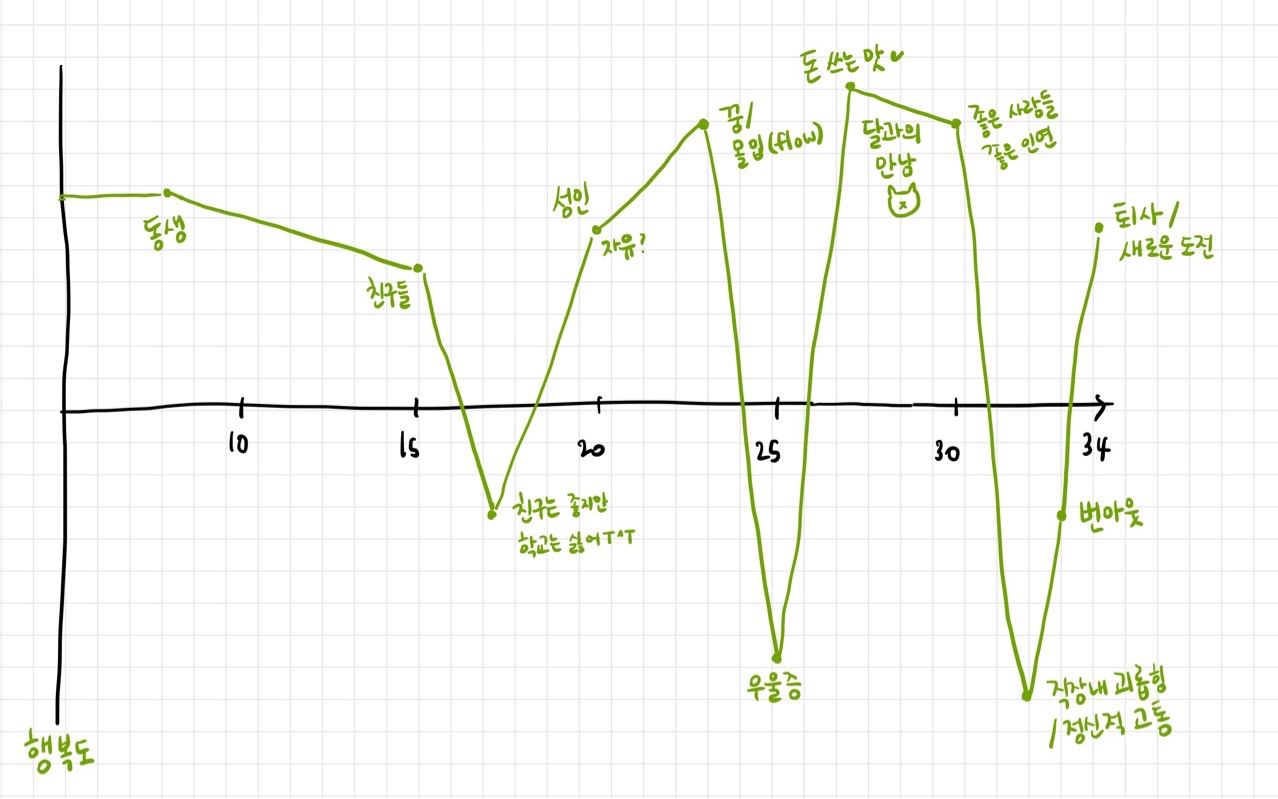 돈 쓰는 맛
꿈/
몰입(flow)
달과의
만남
좋은 사람들
좋은 인연
성인
자유?
동생
친구들
퇴사/
새로운 도전
10
15
20
25
30
34
친구는 좋지만
학교는 싫어T^T
번아웃
우울증
직장내 괴롭힘
/정신적 고통
행복도